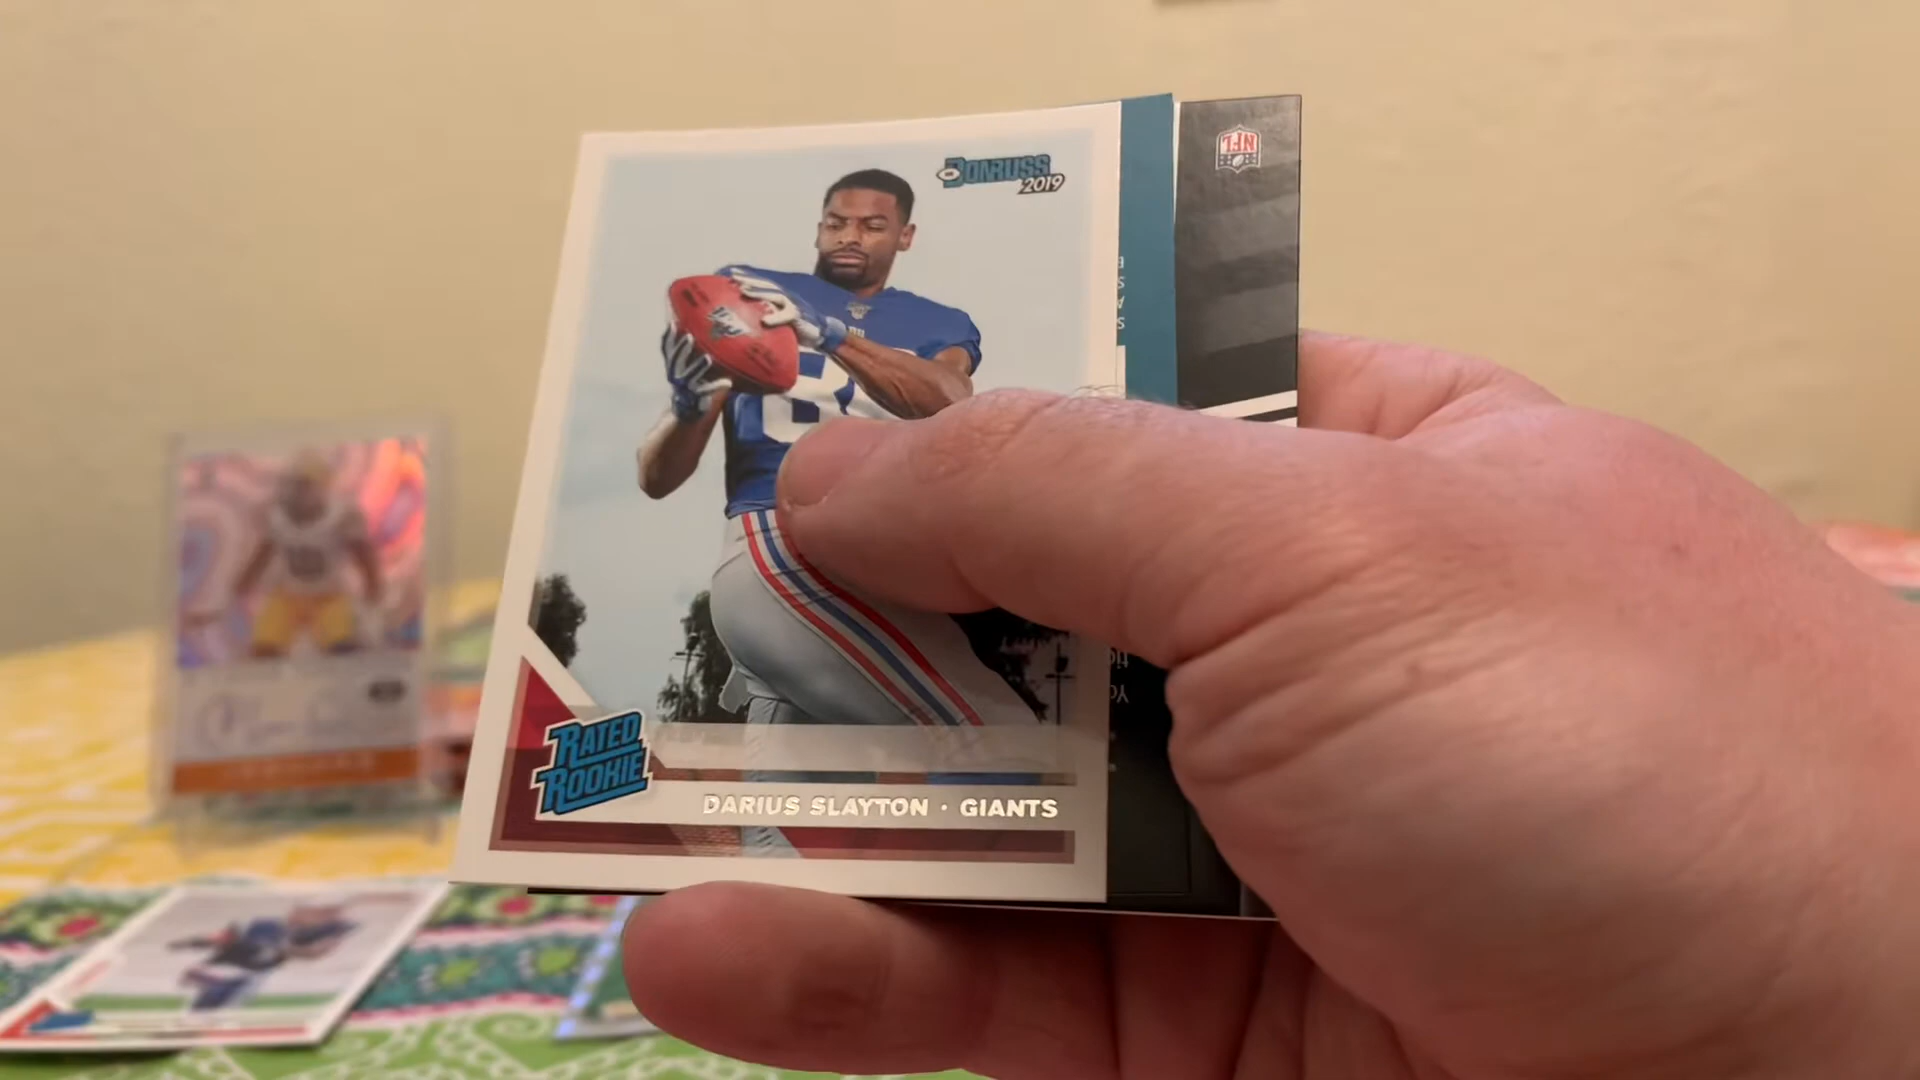 DONRUSS
2019
NFL
RATED
ROOKIE
DARIUS SLAYTON · GIANTS